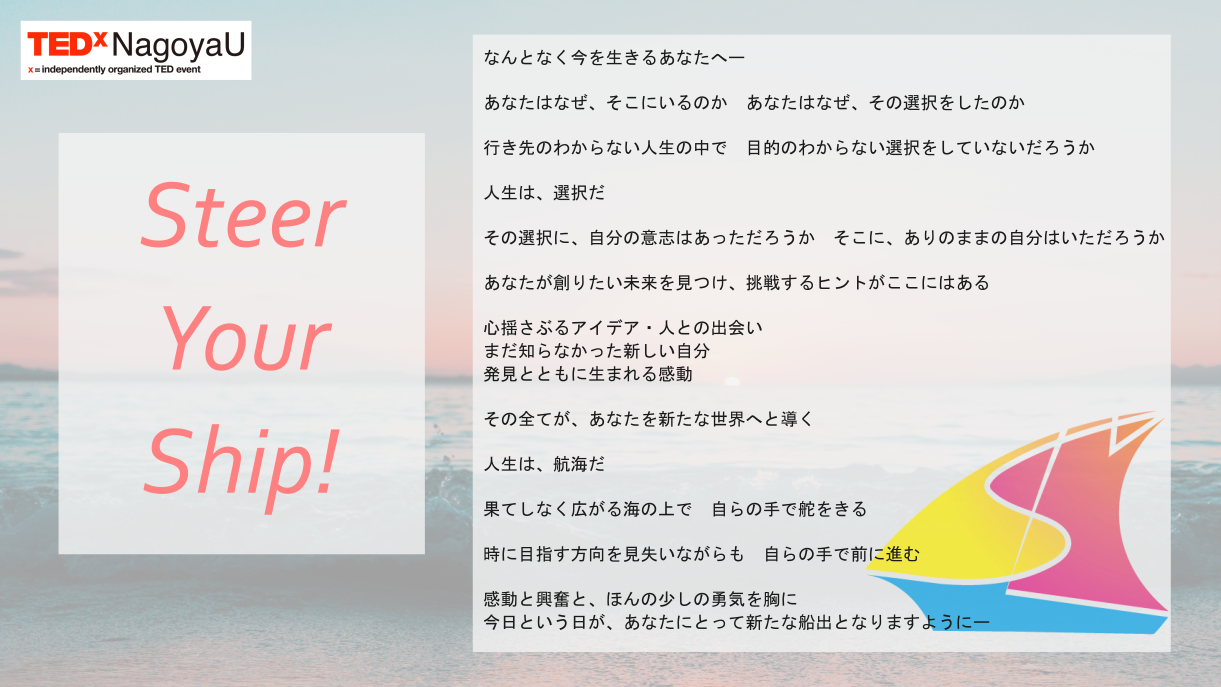 TEDxNagoyaU
x = independently organized TED event
Steer
Your
Ship!
なんとなく今を生きるあなたへー
あなたはなぜ、そこにいるのか　あなたはなぜ、その選択をしたのか
行き先のわからない人生の中で　目的のわからない選択をしていないだろうか
人生は、選択だ
その選択に、自分の意志はあっただろうか　そこに、ありのままの自分はいただろうか
あなたが創りたい未来を見つけ、挑戦するヒントがここにはある
心揺さぶるアイデア・人との出会い
まだ知らなかった新しい自分
発見とともに生まれる感動
その全てが、あなたを新たな世界へと導く
人生は、航海だ
果てしなく広がる海の上で　自らの手で舵をきる
時に目指す方向を見失いながらも　自らの手で前に進む
感動と興奮と、ほんの少しの勇気を胸に
今日という日が、あなたにとって新たな船出となりますようにー